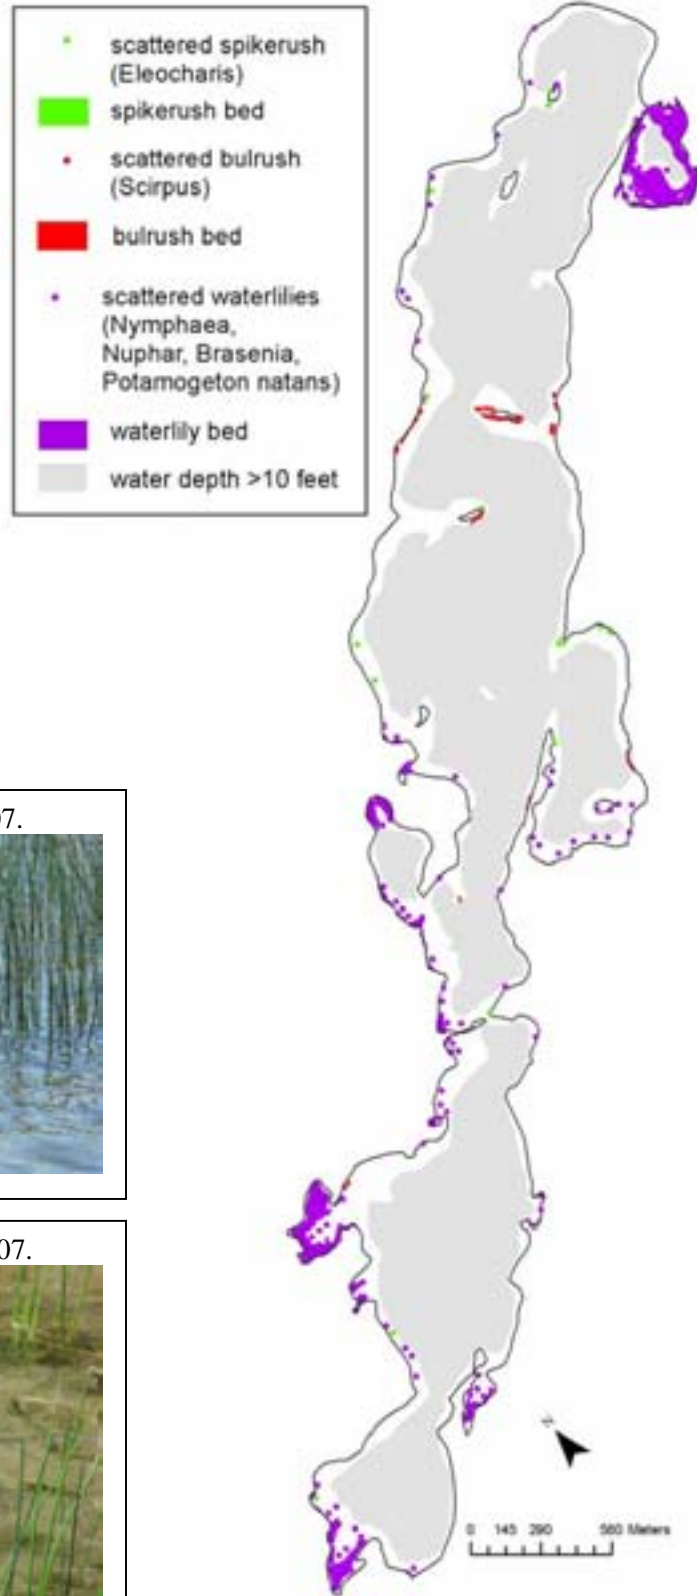 scattered spikerush
(Eleocharis)
spikerush bed
scattered bulrush
(Scirpus)
bulrush bed
scattered waterlilies
(Nymphaea,
Nuphar, Brasenia,
Potamogeton natans)
waterlily bed
water depth >10 feet
07.
07.
N
0 145 290 580 Meters